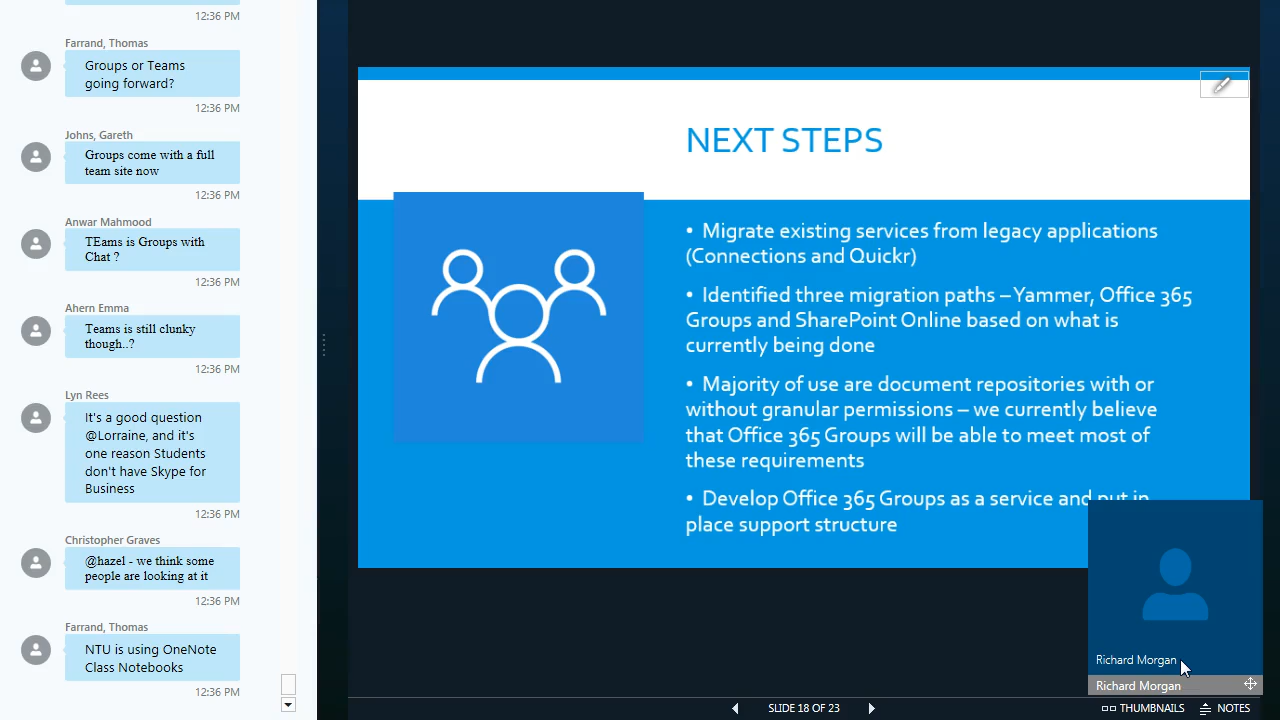 12:36 PM
Farrand, Thomas
Groups or Teams
going forward?
12:36 PM
Johns, Gareth
Groups come with a full
team site now
12:36 PM
Anwar Mahmood
TEams is Groups with
Chat ?
12:36 PM
Ahern Emma
Teams is still clunky
though..?
12:36 PM
Lyn Rees
It's a good question
@Lorraine, and it's
one reason Students
don't have Skype for
Business
12:36 PM
Christopher Graves
@hazel - we think some
people are looking at it
12:36 PM
Farrand, Thomas
NTU is using OneNote
Class Notebooks
12:36 PM
NEXT STEPS
• Migrate existing services from legacy applications
(Connections and Quickr)
• Identified three migration paths – Yammer, Office 365
Groups and SharePoint Online based on what is
currently being done
• Majority of use are document repositories with or
without granular permissions – we currently believe
that Office 365 Groups will be able to meet most of
these requirements
• Develop Office 365 Groups as a service and put in
place support structure
Richard Morgan
Richard Morgan
SLIDE 18 OF 23
THUMBNAILS
NOTES